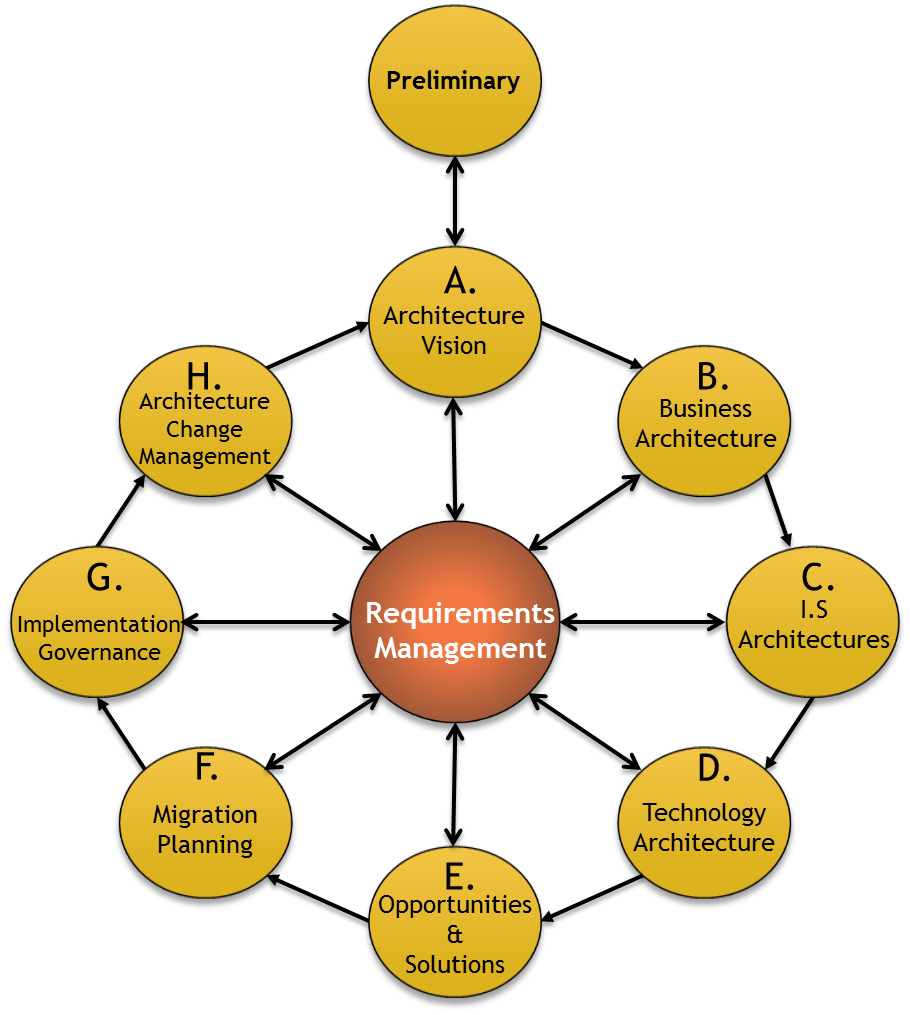 Preliminary
A.
Architecture
Vision
B.
Business
Architecture
C.
I.S
Architectures
D.
Technology
Architecture
E.
Opportunities
&
Solutions
F.
Migration
Planning
G.
Implementation
Governance
H.
Architecture
Change
Management
Requirements
Management